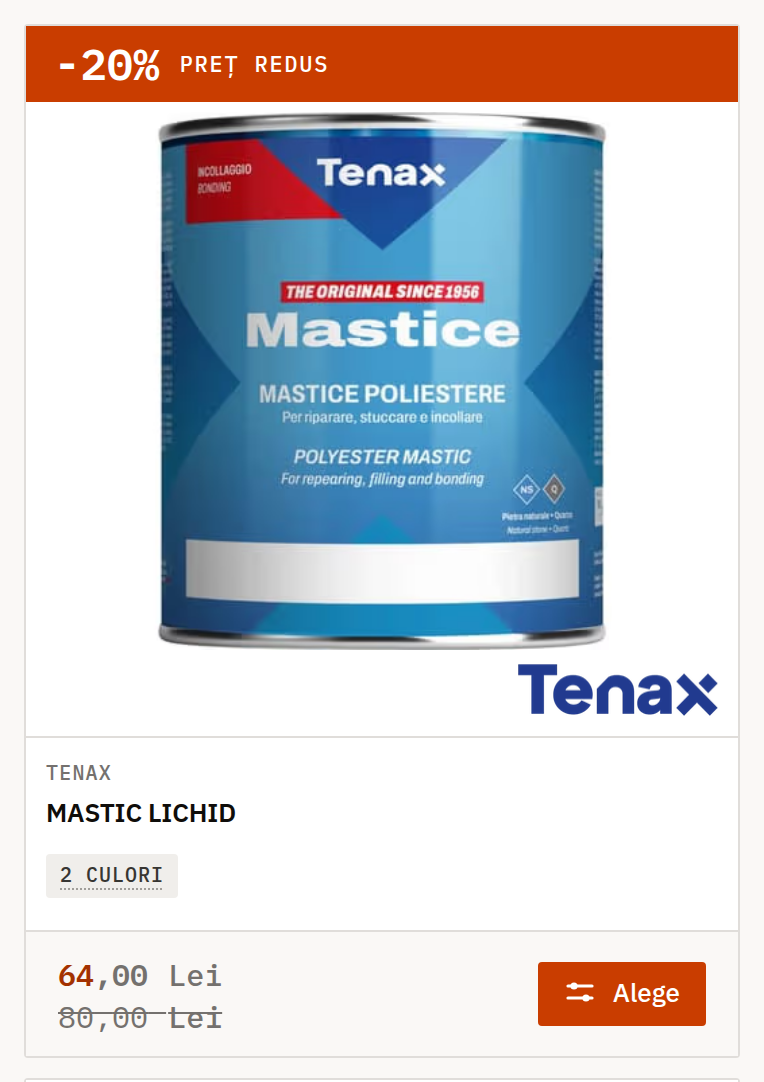 -20% PREȚ REDUS
INCOLLAGGIO
BONDING
Tenax
THE ORIGINAL SINCE 1956
Mastice
MASTICE POLIESTERE
Per riparare, stuccare e incollare
POLYESTER MASTIC
For repearing, filling and bonding
NS Q
Pietra naturale • Quarzo
Natural stone • Quartz
Tenax
TENAX
MASTIC LICHID
2 CULORI
64,00 Lei
80,00 Lei
Alege